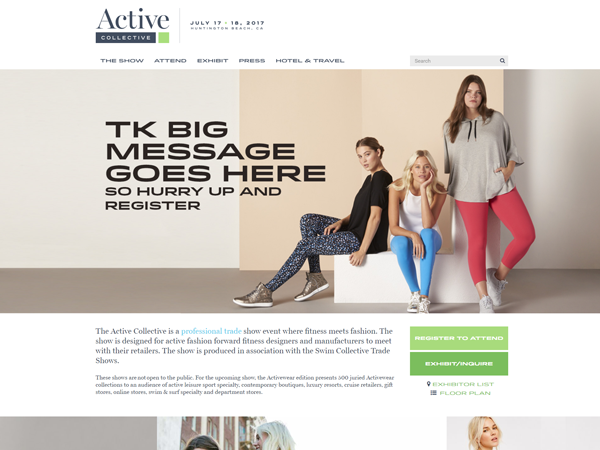 Active
COLLECTIVE
JULY 17 - 18, 2017
HUNTINGTON BEACH, CA
THE SHOW ATTEND EXHIBIT PRESS HOTEL & TRAVEL
Search
TK BIG
MESSAGE
GOES HERE
SO HURRY UP AND
REGISTER
The Active Collective is a professional trade show event where fitness meets fashion. The
show is designed for active fashion forward fitness designers and manufacturers to meet
with their retailers. The show is produced in association with the Swim Collective Trade
Shows.
These shows are not open to the public. For the upcoming show, the Activewear edition presents 300 juried Activewear
collections to an audience of active leisure sport specialty, contemporary boutiques, luxury resorts, cruise retailers, gift
stores, online stores, swim & surf specialty and department stores.
REGISTER TO ATTEND
EXHIBIT/INQUIRE
EXHIBITOR LIST
FLOOR PLAN